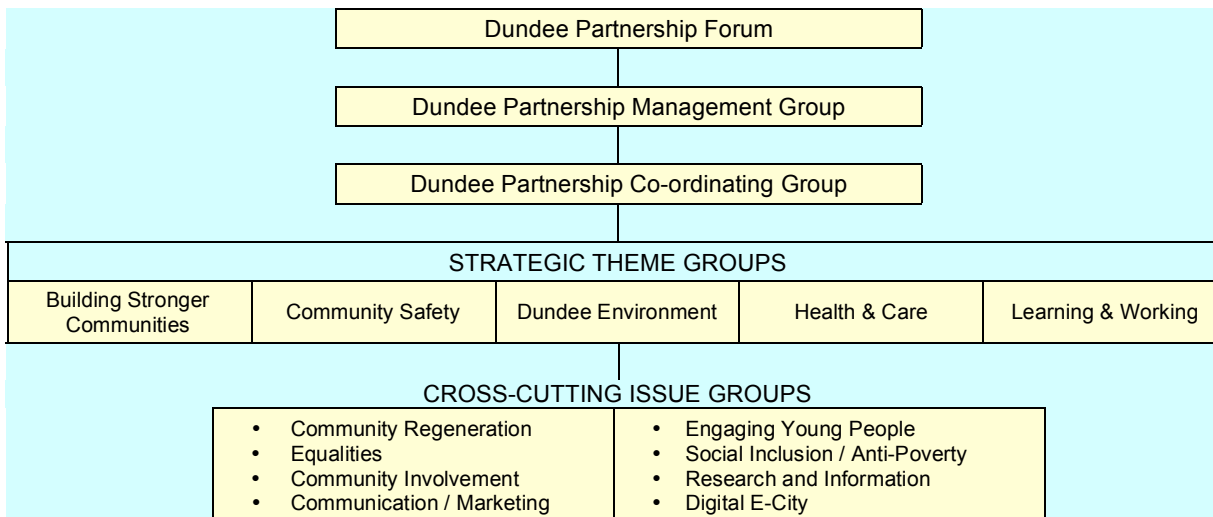 Dundee Partnership Forum
Dundee Partnership Management Group
Dundee Partnership Co-ordinating Group
STRATEGIC THEME GROUPS
Building Stronger
Communities
Community Safety
Dundee Environment
Health & Care
Learning & Working
CROSS-CUTTING ISSUE GROUPS
• Community Regeneration
• Equalities
• Community Involvement
• Communication / Marketing
• Engaging Young People
• Social Inclusion / Anti-Poverty
• Research and Information
• Digital E-City